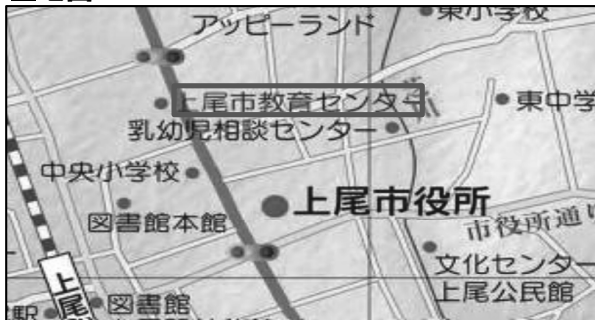 アッピーランド
東小学校
上尾市教育センター
東中学
乳幼児相談センター
中央小学校
上尾市役所
図書館本館
市役所通り
文化センター
上尾公民館
上尾
駅
図書館